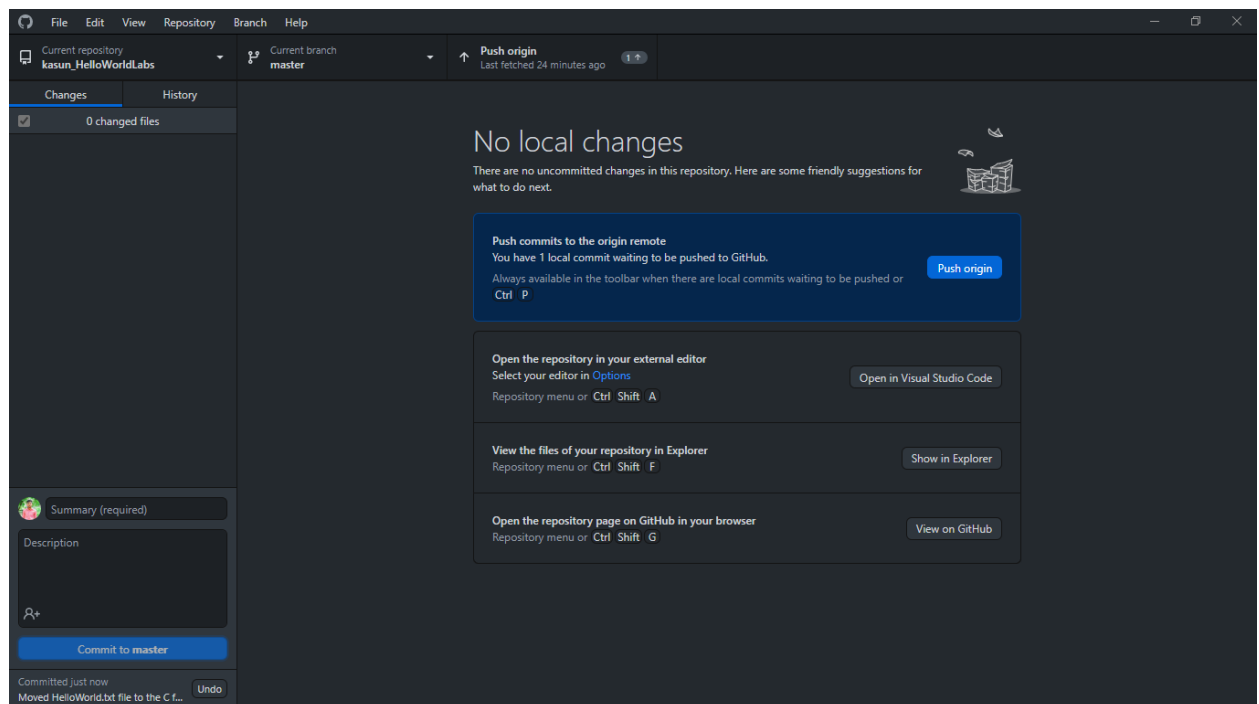 File Edit View Repository Branch Help
Current repository
kasun_HelloWorldLabs
Current branch
master
Push origin
Last fetched 24 minutes ago
1
Changes History
0 changed files
No local changes
There are no uncommitted changes in this repository. Here are some friendly suggestions for
what to do next.
Push commits to the origin remote
You have 1 local commit waiting to be pushed to GitHub.
Always available in the toolbar when there are local commits waiting to be pushed or
Ctrl P
Push origin
Open the repository in your external editor
Select your editor in Options
Repository menu or Ctrl Shift A
Open in Visual Studio Code
View the files of your repository in Explorer
Repository menu or Ctrl Shift F
Show in Explorer
Open the repository page on GitHub in your browser
Repository menu or Ctrl Shift G
View on GitHub
Summary (required)
Description
Commit to master
Committed just now
Moved HelloWorld.txt file to the C f...
Undo